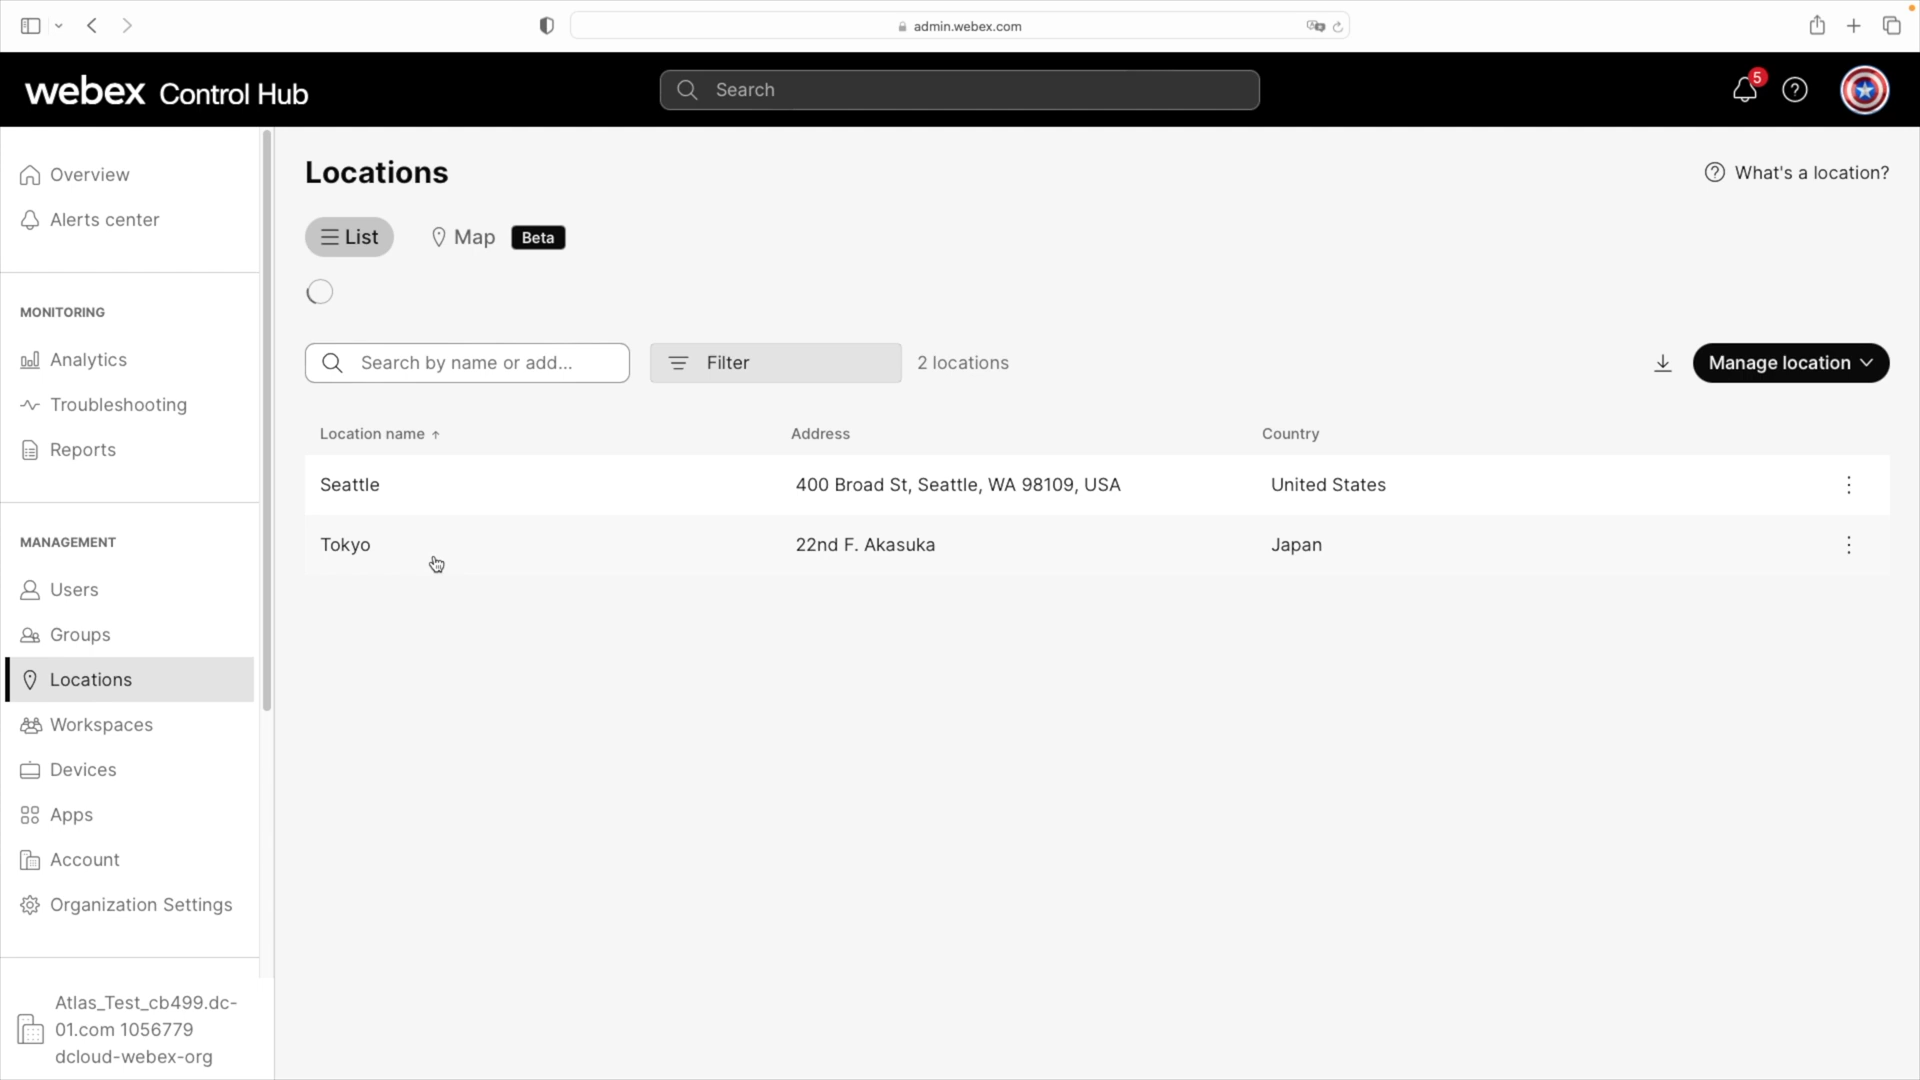 admin.webex.com
webex Control Hub
Search
5
Overview
Alerts center
MONITORING
Analytics
Troubleshooting
Reports
MANAGEMENT
Users
Groups
Locations
Workspaces
Devices
Apps
Account
Organization Settings
Atlas_Test_cb499.dc-
01.com 1056779
dcloud-webex-org
Locations
What's a location?
List
Map
Beta
Search by name or add...
Filter
2 locations
Manage location
Location name ↑ Address Country
Seattle 400 Broad St, Seattle, WA 98109, USA United States
Tokyo 22nd F. Akasuka Japan